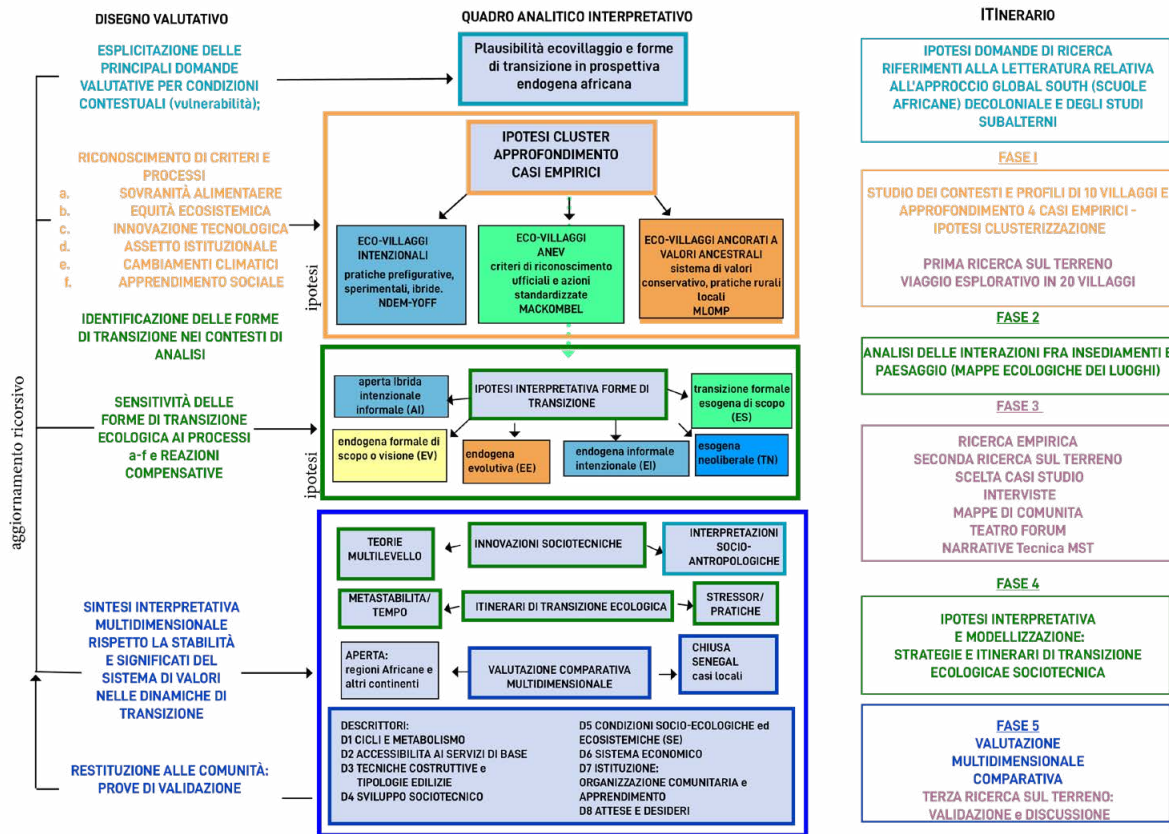 DISEGNO VALUTATIVO
ESPLICITAZIONE DELLE
PRINCIPALI DOMANDE
VALUTATIVE PER CONDIZIONI
CONTESTUALI (vulnerabilità);
RICONOSCIMENTO DI CRITERI E
PROCESSI
a. SOVRANITÀ ALIMENTAERE
b. EQUITÀ ECOSISTEMICA
c. INNOVAZIONE TECNOLOGICA
d. ASSETTO ISTITUZIONALE
e. CAMBIAMENTI CLIMATICI
f. APPRENDIMENTO SOCIALE
IDENTIFICAZIONE DELLE FORME
DI TRANSIZIONE NEI CONTESTI DI
ANALISI
SENSITIVITÀ DELLE
FORME DI TRANSIZIONE
ECOLOGICA AI PROCESSI
a-f e REAZIONI
COMPENSATIVE
SINTESI INTERPRETATIVA
MULTIDIMENSIONALE
RISPETTO LA STABILITÀ
E SIGNIFICATI DEL
SISTEMA DI VALORI
NELLE DINAMICHE DI
TRANSIZIONE
RESTITUZIONE ALLE COMUNITÀ:
PROVE DI VALIDAZIONE
aggiornamento ricorsivo
QUADRO ANALITICO INTERPRETATIVO
Plausibilità ecovillaggio e forme
di transizione in prospettiva
endogena africana
IPOTESI CLUSTER
APPROFONDIMENTO
CASI EMPIRICI
ipotesi
ECO-VILLAGGI
INTENZIONALI
pratiche prefigurative,
sperimentali, ibride.
NDEM-YOFF
ECO-VILLAGGI
ANEV
criteri di riconoscimento
ufficiali e azioni
standardizzate
MACKOMBEL
ECO-VILLAGGI ANCORATI A
VALORI ANCESTRALI
sistema di valori
conservativo, pratiche rurali
locali
MLOMP
ipotesi
aperta Ibrida
intenzionale
informale (AI)
IPOTESI INTERPRETATIVA FORME DI
TRANSIZIONE
transizione formale
esogena di scopo (ES)
endogena formale di
scopo o visione (EV)
endogena
evolutiva (EE)
endogena informale
intenzionale (EI)
esogena
neoliberale (TN)
TEORIE
MULTILEVELLO
INNOVAZIONI SOCIOTECNICHE
INTERPRETAZIONI
SOCIO-
ANTROPOLOGICHE
METASTABILITA/
TEMPO
ITINERARI DI TRANSIZIONE ECOLOGICA
STRESSOR/
PRATICHE
APERTA:
regioni Africane e
altri continenti
VALUTAZIONE COMPARATIVA
MULTIDIMENSIONALE
CHIUSA
SENEGAL
casi locali
DESCRITTORI:
D1 CICLI E METABOLISMO
D2 ACCESSIBILITA AI SERVIZI DI BASE
D3 TECNICHE COSTRUTTIVE e
TIPOLOGIE EDILIZIE
D4 SVILUPPO SOCIOTECNICO
D5 CONDIZIONI SOCIO-ECOLOGICHE ed
ECOSISTEMICHE (SE)
D6 SISTEMA ECONOMICO
D7 ISTITUZIONE:
ORGANIZZAZIONE COMUNITARIA e
APPRENDIMENTO
D8 ATTESE E DESIDERI
ITInerario
IPOTESI DOMANDE DI RICERCA
RIFERIMENTI ALLA LETTERATURA RELATIVA
ALL'APPROCCIO GLOBAL SOUTH (SCUOLE
AFRICANE) DECOLONIALE E DEGLI STUDI
SUBALTERNI
FASE I
STUDIO DEI CONTESTI E PROFILI DI 10 VILLAGGI E
APPROFONDIMENTO 4 CASI EMPIRICI -
IPOTESI CLUSTERIZZAZIONE
PRIMA RICERCA SUL TERRENO
VIAGGIO ESPLORATIVO IN 20 VILLAGGI
FASE 2
ANALISI DELLE INTERAZIONI FRA INSEDIAMENTI E
PAESAGGIO (MAPPE ECOLOGICHE DEI LUOGHI)
FASE 3
RICERCA EMPIRICA
SECONDA RICERCA SUL TERRENO
SCELTA CASI STUDIO
INTERVISTE
MAPPE DI COMUNITA
TEATRO FORUM
NARRATIVE Tecnica MST
FASE 4
IPOTESI INTERPRETATIVA
E MODELLIZZAZIONE:
STRATEGIE E ITINERARI DI TRANSIZIONE
ECOLOGICAE SOCIOTECNICA
FASE 5
VALUTAZIONE
MULTIDIMENSIONALE
COMPARATIVA
TERZA RICERCA SUL TERRENO:
VALIDAZIONE e DISCUSSIONE